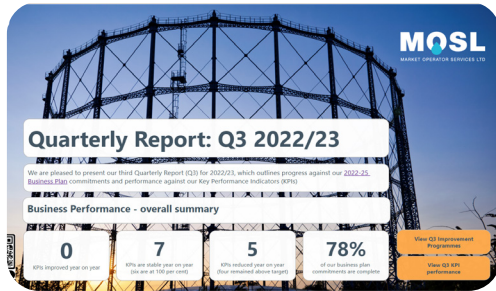 MOSL
MARKET OPERATOR SERVICES LTD
Quarterly Report: Q3 2022/23
We are pleased to present our third Quarterly Report (Q3) for 2022/23, which outlines progress against our 2022-25
Business Plan commitments and performance against our Key Performance Indicators (KPIs)
Business Performance - overall summary
0
KPIs improved year on year
7
KPIs are stable year on year
(six are at 100 per cent)
5
KPIs reduced year on year
(four remained above target)
78%
of our business plan
commitments are complete
View Q3 Improvement
Programmes
View Q3 KPI
performance